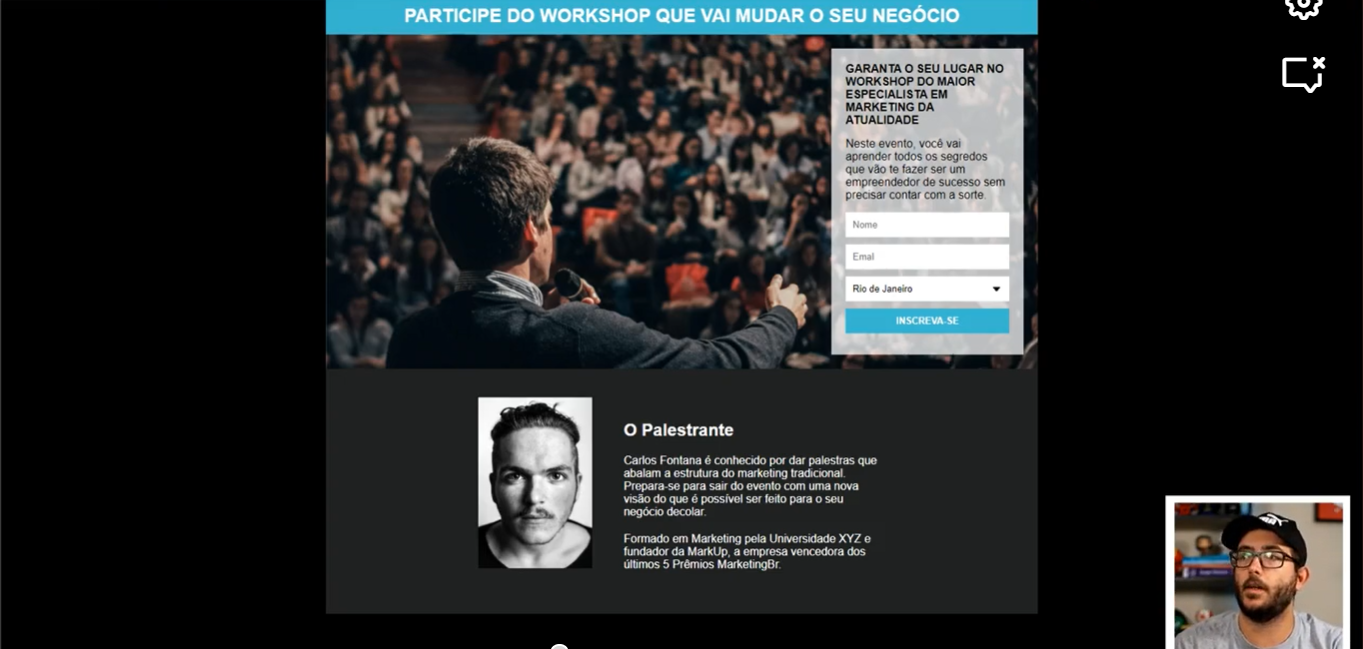 PARTICIPE DO WORKSHOP QUE VAI MUDAR O SEU NEGÓCIO
GARANTA O SEU LUGAR NO
WORKSHOP DO MAIOR
ESPECIALISTA EM
MARKETING DA
ATUALIDADE
Neste evento, você vai
aprender todos os segredos
que vão te fazer ser um
empreendedor de sucesso sem
precisar contar com a sorte.
Nome
Emal
Rio de Janeiro
INSCREVA-SE
O Palestrante
Carlos Fontana é conhecido por dar palestras que
abalam a estrutura do marketing tradicional.
Prepara-se para sair do evento com uma nova
visão do que é possível ser feito para o seu
negócio decolar.
Formado em Marketing pela Universidade XYZ e
fundador da MarkUp, a empresa vencedora dos
últimos 5 Prêmios MarketingBr.